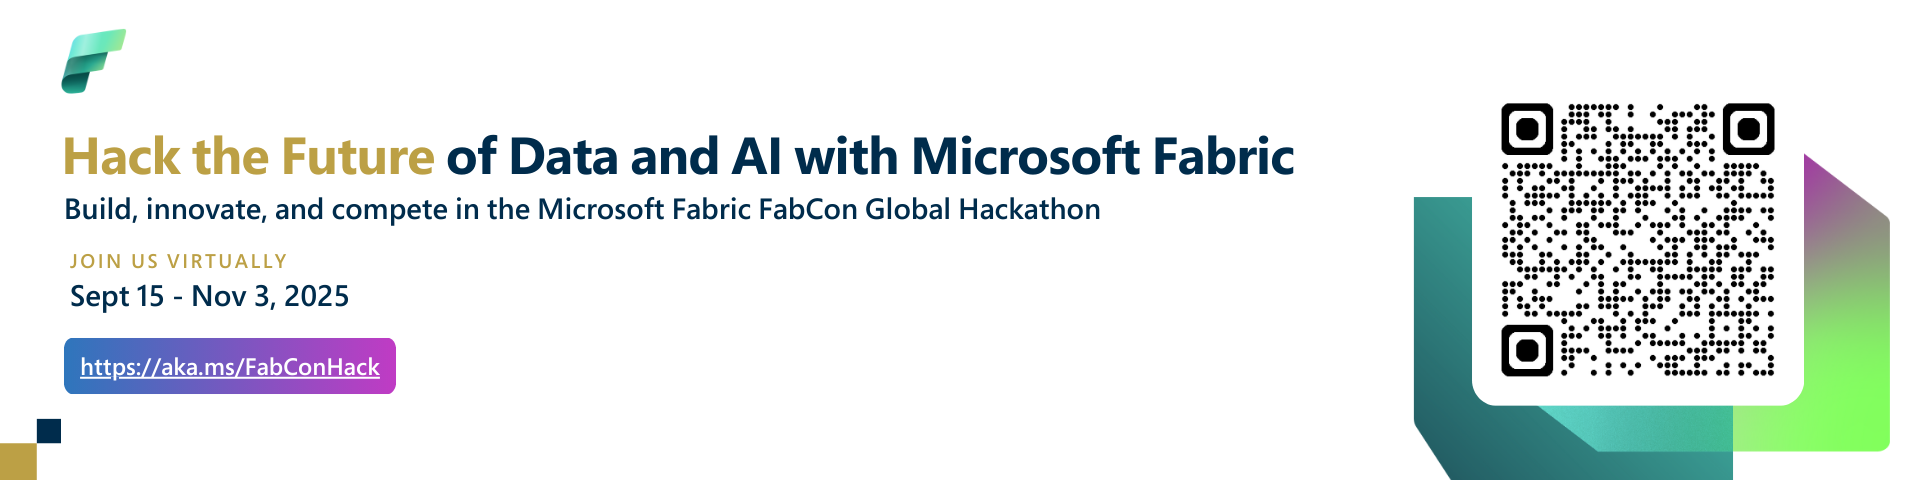 Hack the Future of Data and AI with Microsoft Fabric
Build, innovate, and compete in the Microsoft Fabric FabCon Global Hackathon
JOIN US VIRTUALLY
Sept 15 - Nov 3, 2025
https://aka.ms/FabConHack